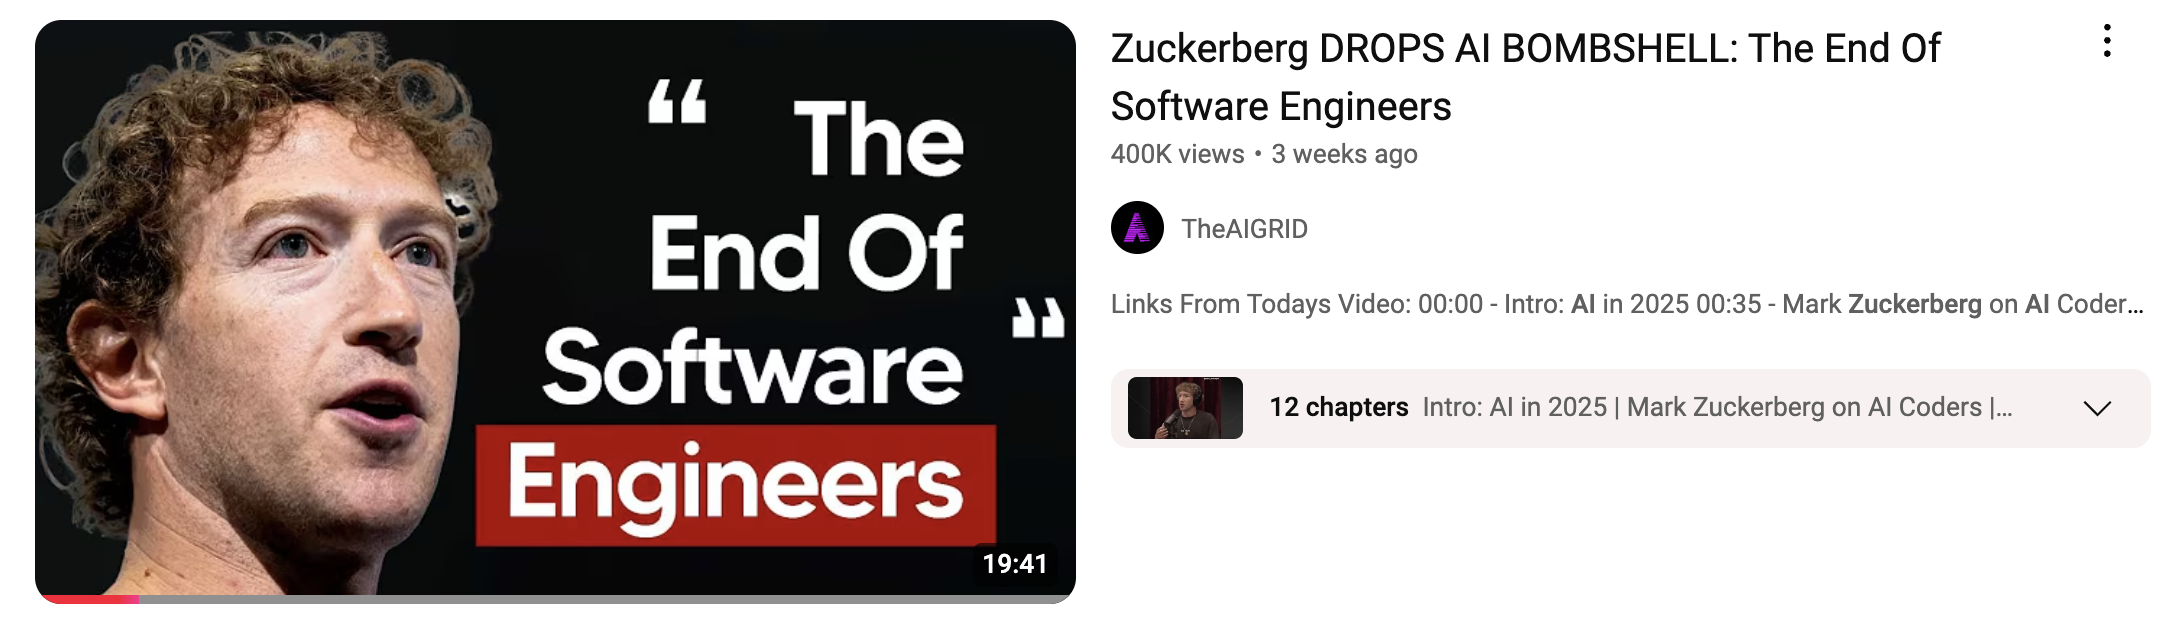 “ The
End Of
Software ”
Engineers
19:41
Zuckerberg DROPS AI BOMBSHELL: The End Of
Software Engineers
400K views • 3 weeks ago
TheAIGRID
Links From Todays Video: 00:00 - Intro: AI in 2025 00:35 - Mark Zuckerberg on AI Coder...
12 chapters Intro: AI in 2025 | Mark Zuckerberg on AI Coders |...